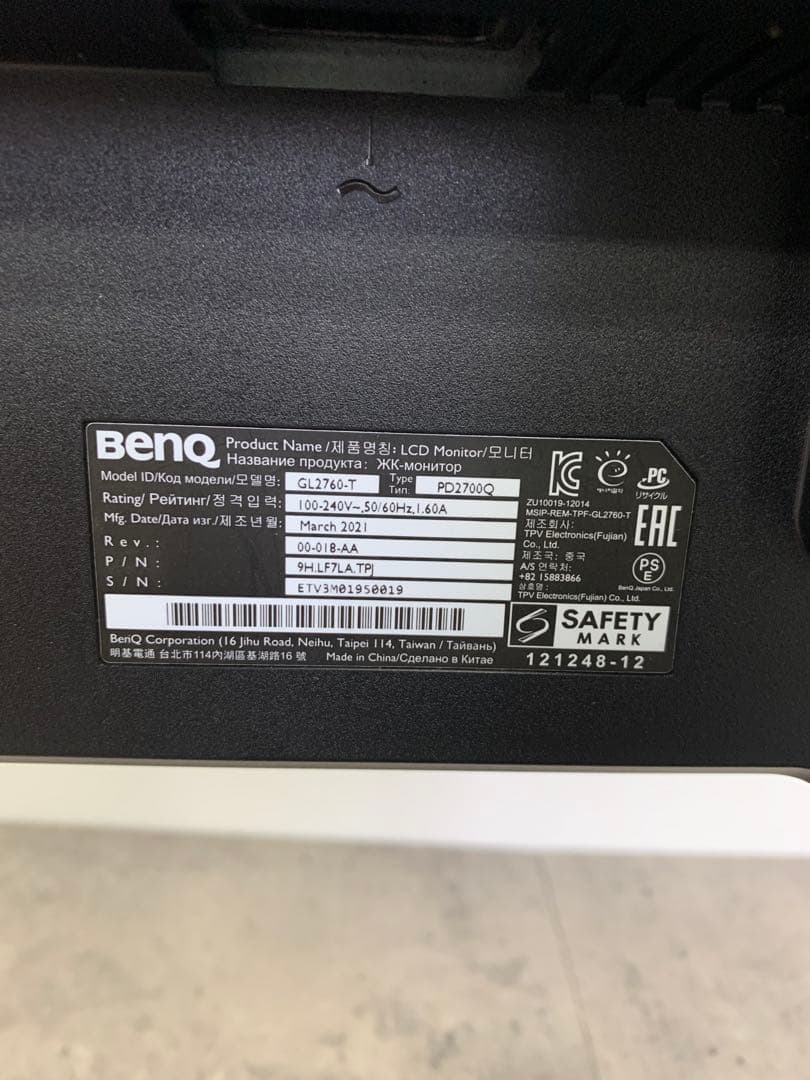 BenQ
Product Name /제품명칭: LCD Monitor/모니터
Название продукта: ЖК-монитор
Model ID/Код модели/모델명: GL2760-T Type Тип: PD2700Q
Rating/ Рейтинг/정격입력: 100-240V~,50/60Hz,1.60A
Mfg. Date/Дата изг./제조년월: March 2021
Rev.: 00-018-AA
P/N: 9H.LF7LA.TPJ
S/N: ETV3M01950019
BenQ Corporation (16 Jihu Road, Neihu, Taipei 114, Taiwan / Тайвань)
明基電通 台北市114內湖區基湖路16 號 Made in China/Сделано в Китае
PC
リサイクル
ZU10019-12014
MSIP-REM-TPF-GL2760-T
제조회사:
TPV Electronics(Fujian)
Co., Ltd.
제조국: 중국
A/S 연락처:
+82 15883866
상호명:
TPV Electronics(Fujian) Co., Ltd.
EAC
PS
E
BenQ Japan Co., Ltd.
SAFETY
MARK
121248-12